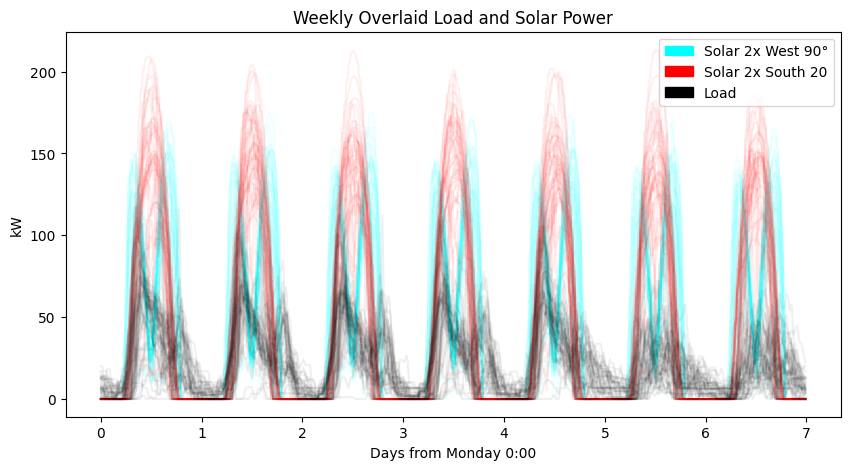 Weekly Overlaid Load and Solar Power
Solar 2x West 90°
Solar 2x South 20
Load
kW
200
150
100
50
0
0 1 2 3 4 5 6 7
Days from Monday 0:00